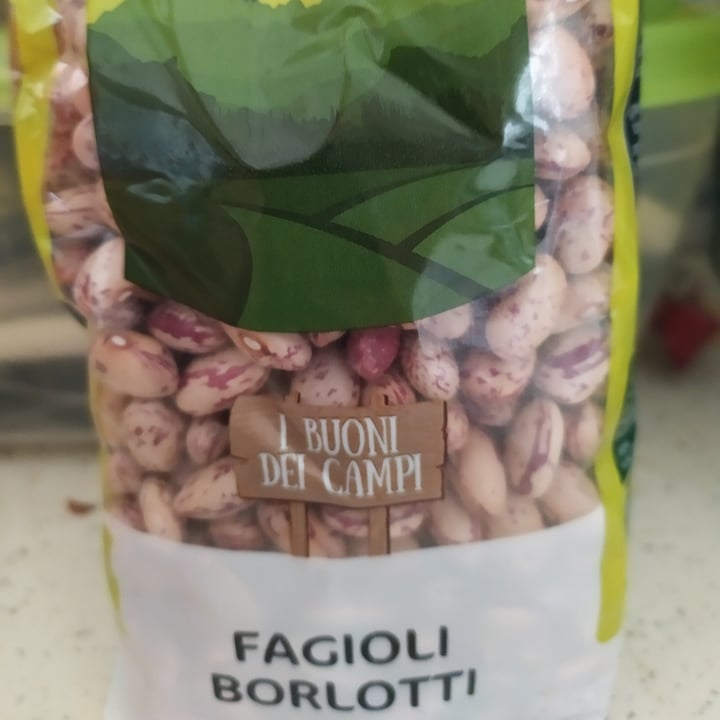 I BUONI
DEI CAMPI
FAGIOLI
BORLOTTI